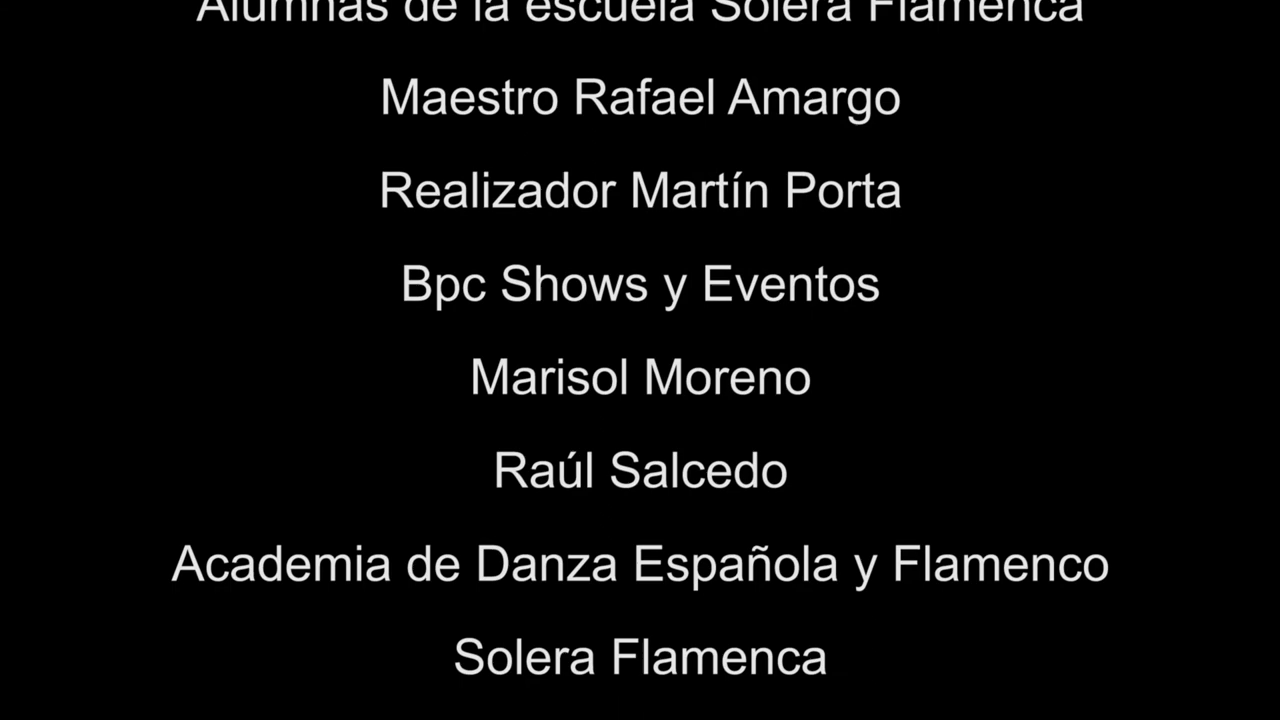 Alumnas de la escuela Solera Flamenca
Maestro Rafael Amargo
Realizador Martín Porta
Bpc Shows y Eventos
Marisol Moreno
Raúl Salcedo
Academia de Danza Española y Flamenco
Solera Flamenca